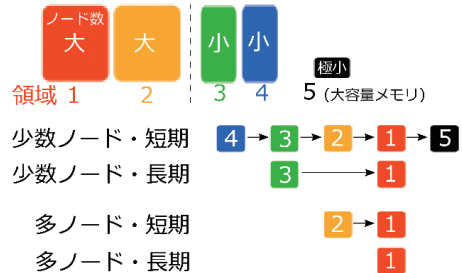 ノード数
大 大 小 小
極小
領域 1 2 3 4 5 (大容量メモリ)
少数ノード・短期 4 3 2 1 5
少数ノード・長期 3 1
多ノード・短期 2 1
多ノード・長期 1